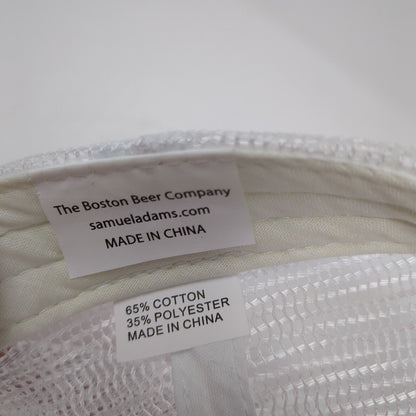 The Boston Beer Company
samueladams.com
MADE IN CHINA
65% COTTON
35% POLYESTER
MADE IN CHINA